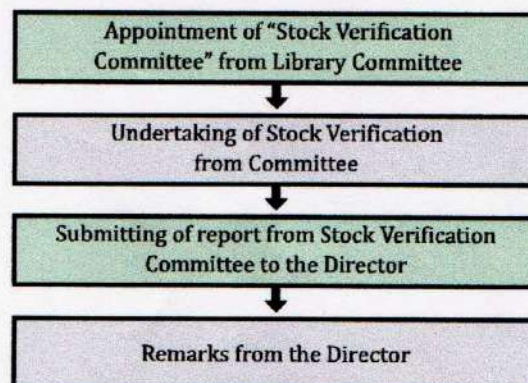 Appointment of “Stock Verification
Committee” from Library Committee
Undertaking of Stock Verification
from Committee
Submitting of report from Stock Verification
Committee to the Director
Remarks from the Director